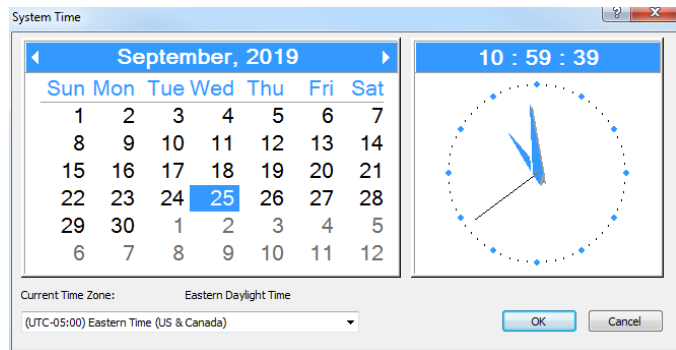 System Time
?
September, 2019
Sun Mon Tue Wed Thu Fri Sat
1 2 3 4 5 6 7
8 9 10 11 12 13 14
15 16 17 18 19 20 21
22 23 24 25 26 27 28
29 30 1 2 3 4 5
6 7 8 9 10 11 12
10 : 59 : 39
Current Time Zone: Eastern Daylight Time
(UTC-05:00) Eastern Time (US & Canada)
OK Cancel